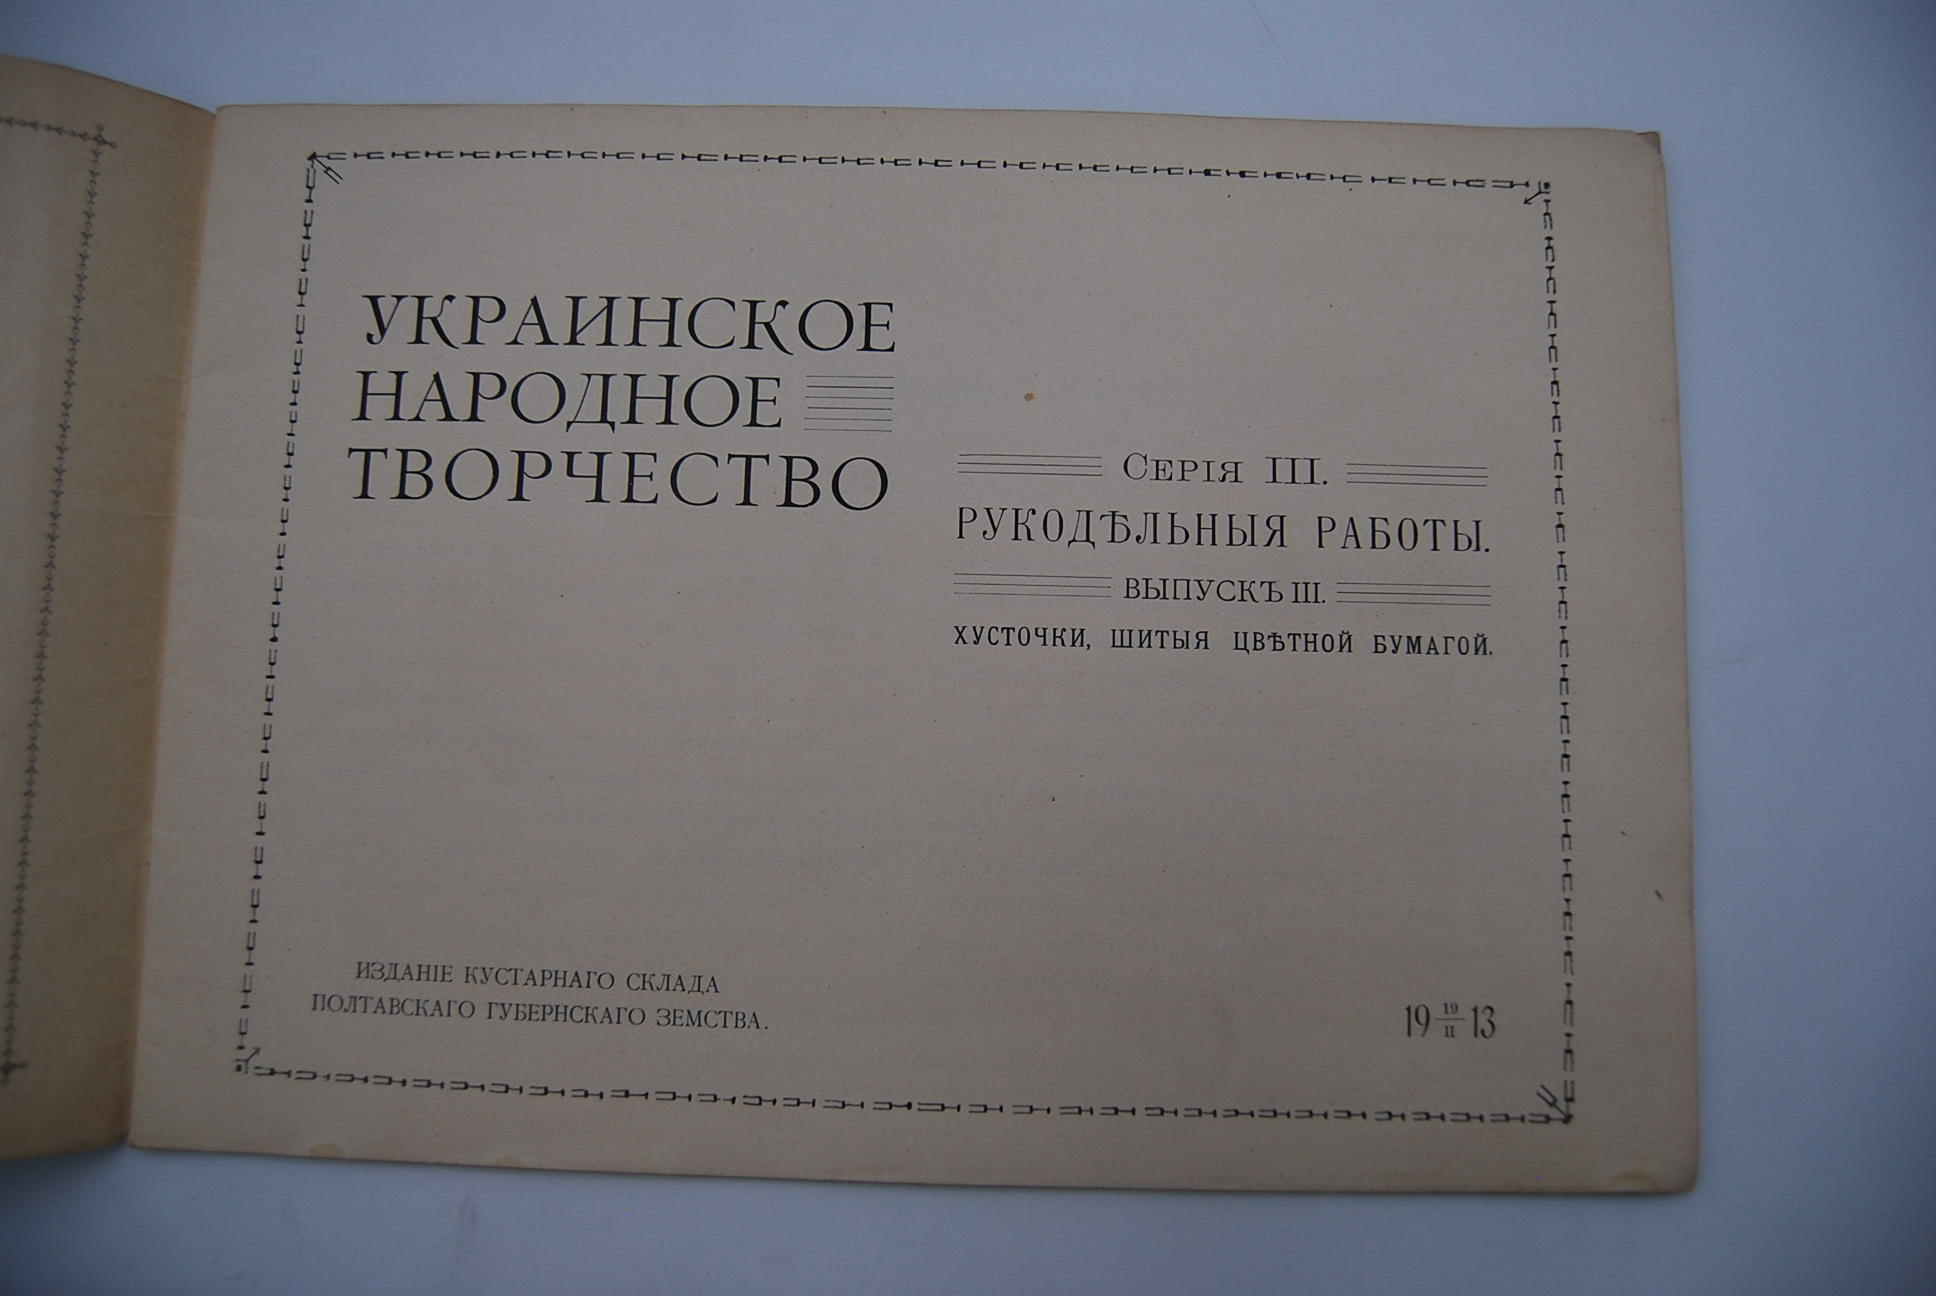 УКРАИНСКОЕ
НАРОДНОЕ
ТВОРЧЕСТВО
СЕРІЯ III.
РУКОДѢЛЬНЫЯ РАБОТЫ.
ВЫПУСКЪ III.
ХУСТОЧКИ, ШИТЫЯ ЦВѢТНОЙ БУМАГОЙ.
ИЗДАНІЕ КУСТАРНАГО СКЛАДА
ПОЛТАВСКАГО ГУБЕРНСКАГО ЗЕМСТВА.
19 19/II 13